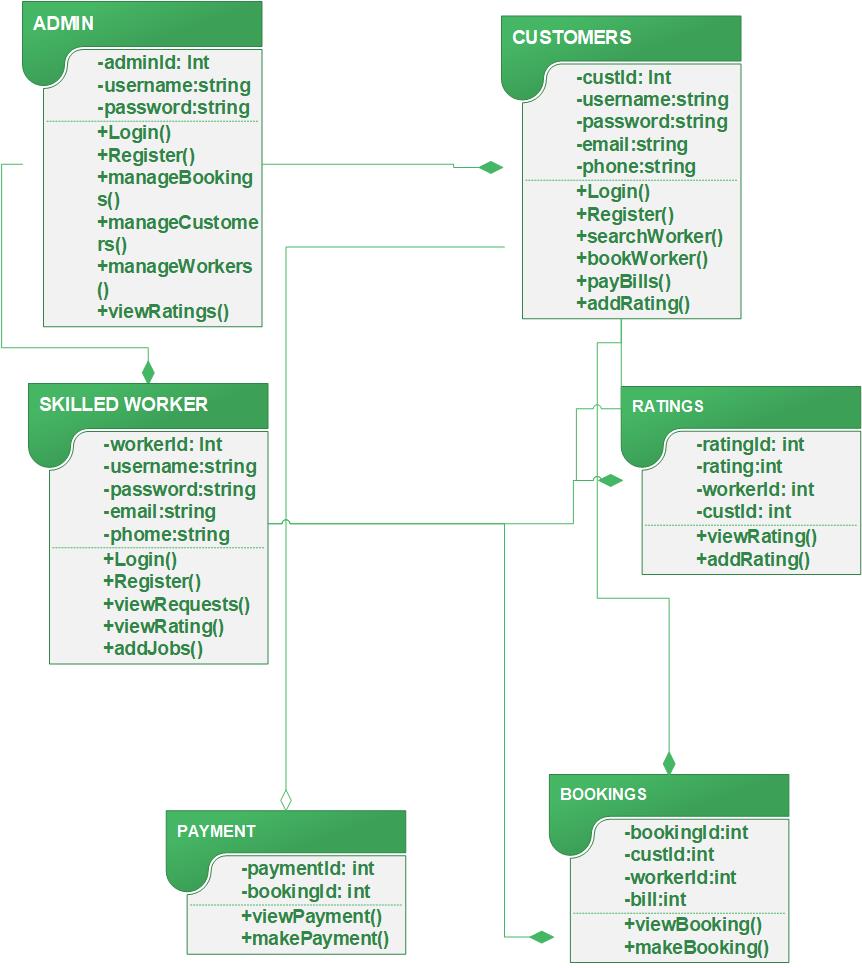 ADMIN
-adminId: Int
-username:string
-password:string
+Login()
+Register()
+manageBooking
s()
+manageCustome
rs()
+manageWorkers
()
+viewRatings()
CUSTOMERS
-custId: Int
-username:string
-password:string
-email:string
-phone:string
+Login()
+Register()
+searchWorker()
+bookWorker()
+payBills()
+addRating()
SKILLED WORKER
-workerId: Int
-username:string
-password:string
-email:string
-phome:string
+Login()
+Register()
+viewRequests()
+viewRating()
+addJobs()
RATINGS
-ratingId: int
-rating:int
-workerId: int
-custId: int
+viewRating()
+addRating()
PAYMENT
-paymentId: int
-bookingId: int
+viewPayment()
+makePayment()
BOOKINGS
-bookingId:int
-custId:int
-workerId:int
-bill:int
+viewBooking()
+makeBooking()